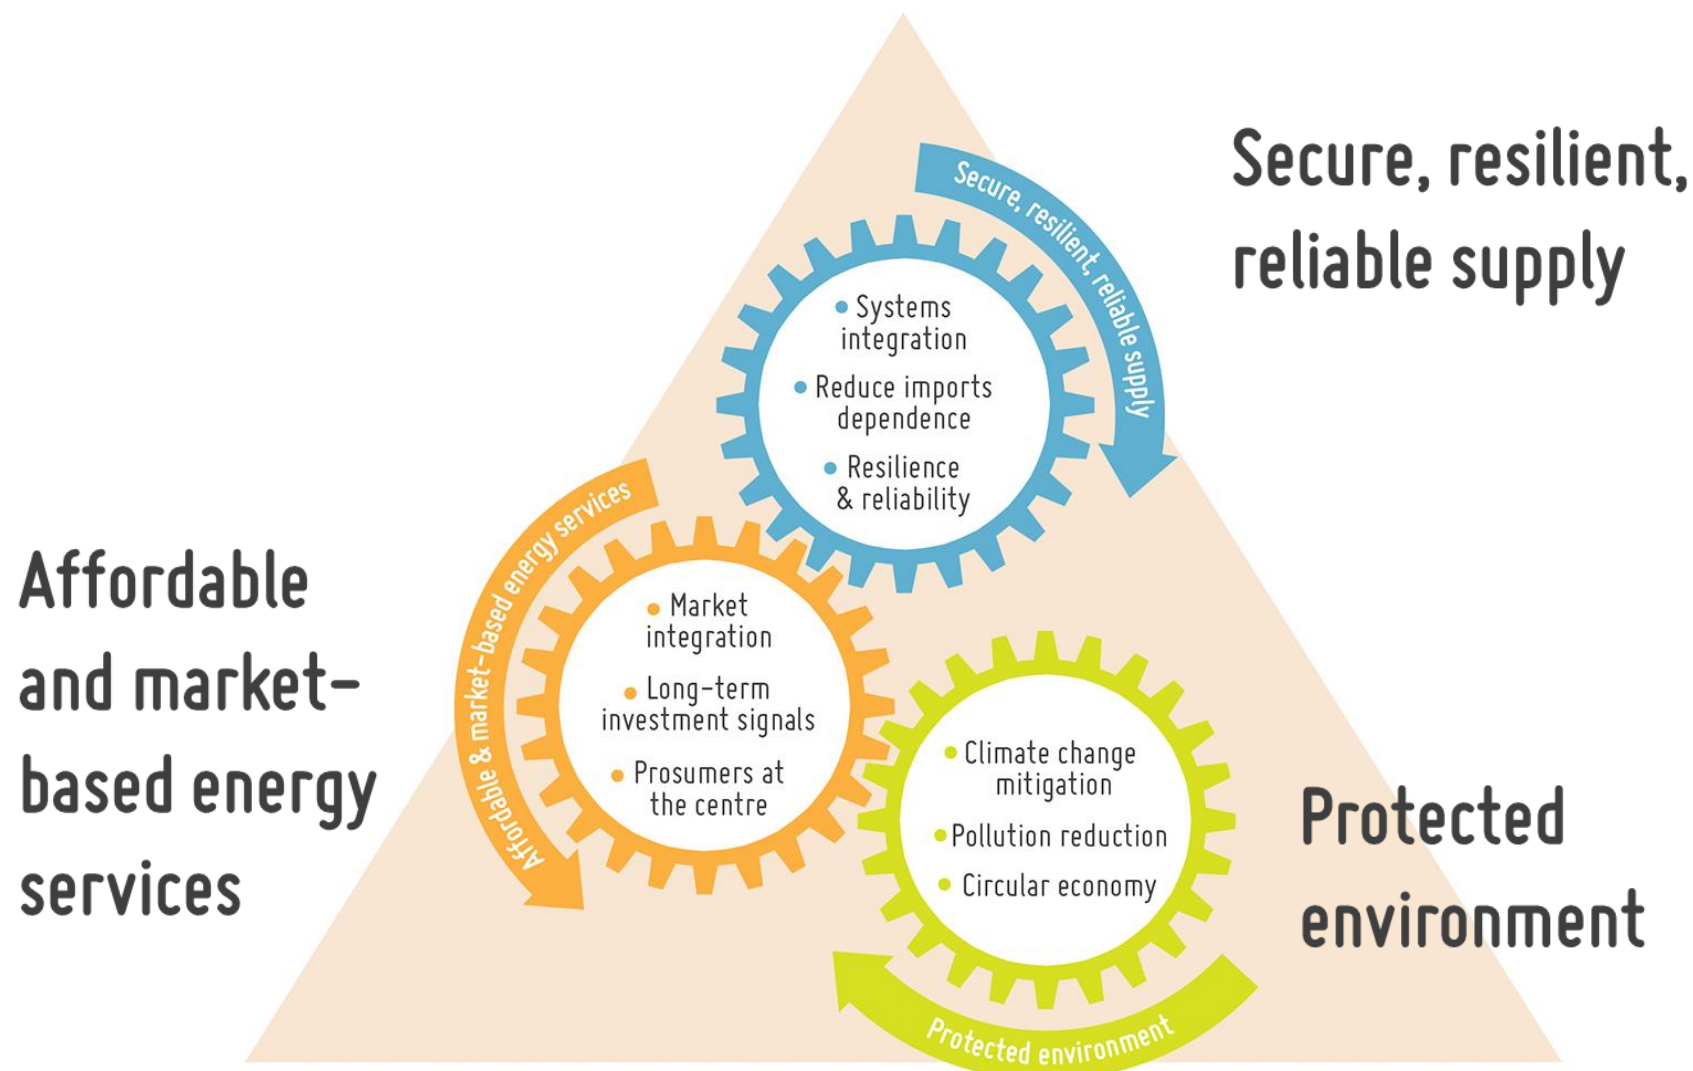 Secure, resilient,
reliable supply
Secure, resilient, reliable supply
• Systems
integration
• Reduce imports
dependence
• Resilience
& reliability
Affordable
and market-
based energy
services
Affordable & market-based energy services
• Market
integration
• Long-term
investment signals
• Prosumers at
the centre
• Climate change
mitigation
• Pollution reduction
• Circular economy
Protected environment
Protected
environment